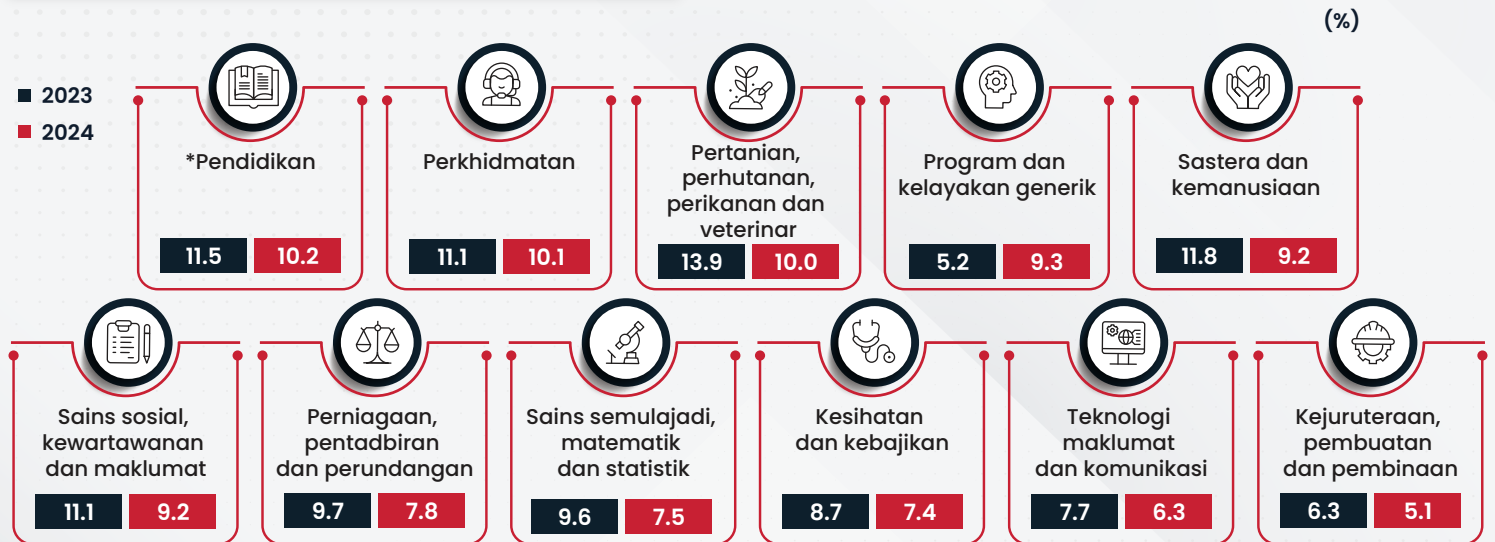 (%)
2023
2024
*Pendidikan
11.5 10.2
Perkhidmatan
11.1 10.1
Pertanian,
perhutanan,
perikanan dan
veterinar
13.9 10.0
Program dan
kelayakan generik
5.2 9.3
Sastera dan
kemanusiaan
11.8 9.2
Sains sosial,
kewartawanan
dan maklumat
11.1 9.2
Perniagaan,
pentadbiran
dan perundangan
9.7 7.8
Sains semulajadi,
matematik
dan statistik
9.6 7.5
Kesihatan
dan kebajikan
8.7 7.4
Teknologi
maklumat
dan komunikasi
7.7 6.3
Kejuruteraan,
pembuatan
dan pembinaan
6.3 5.1